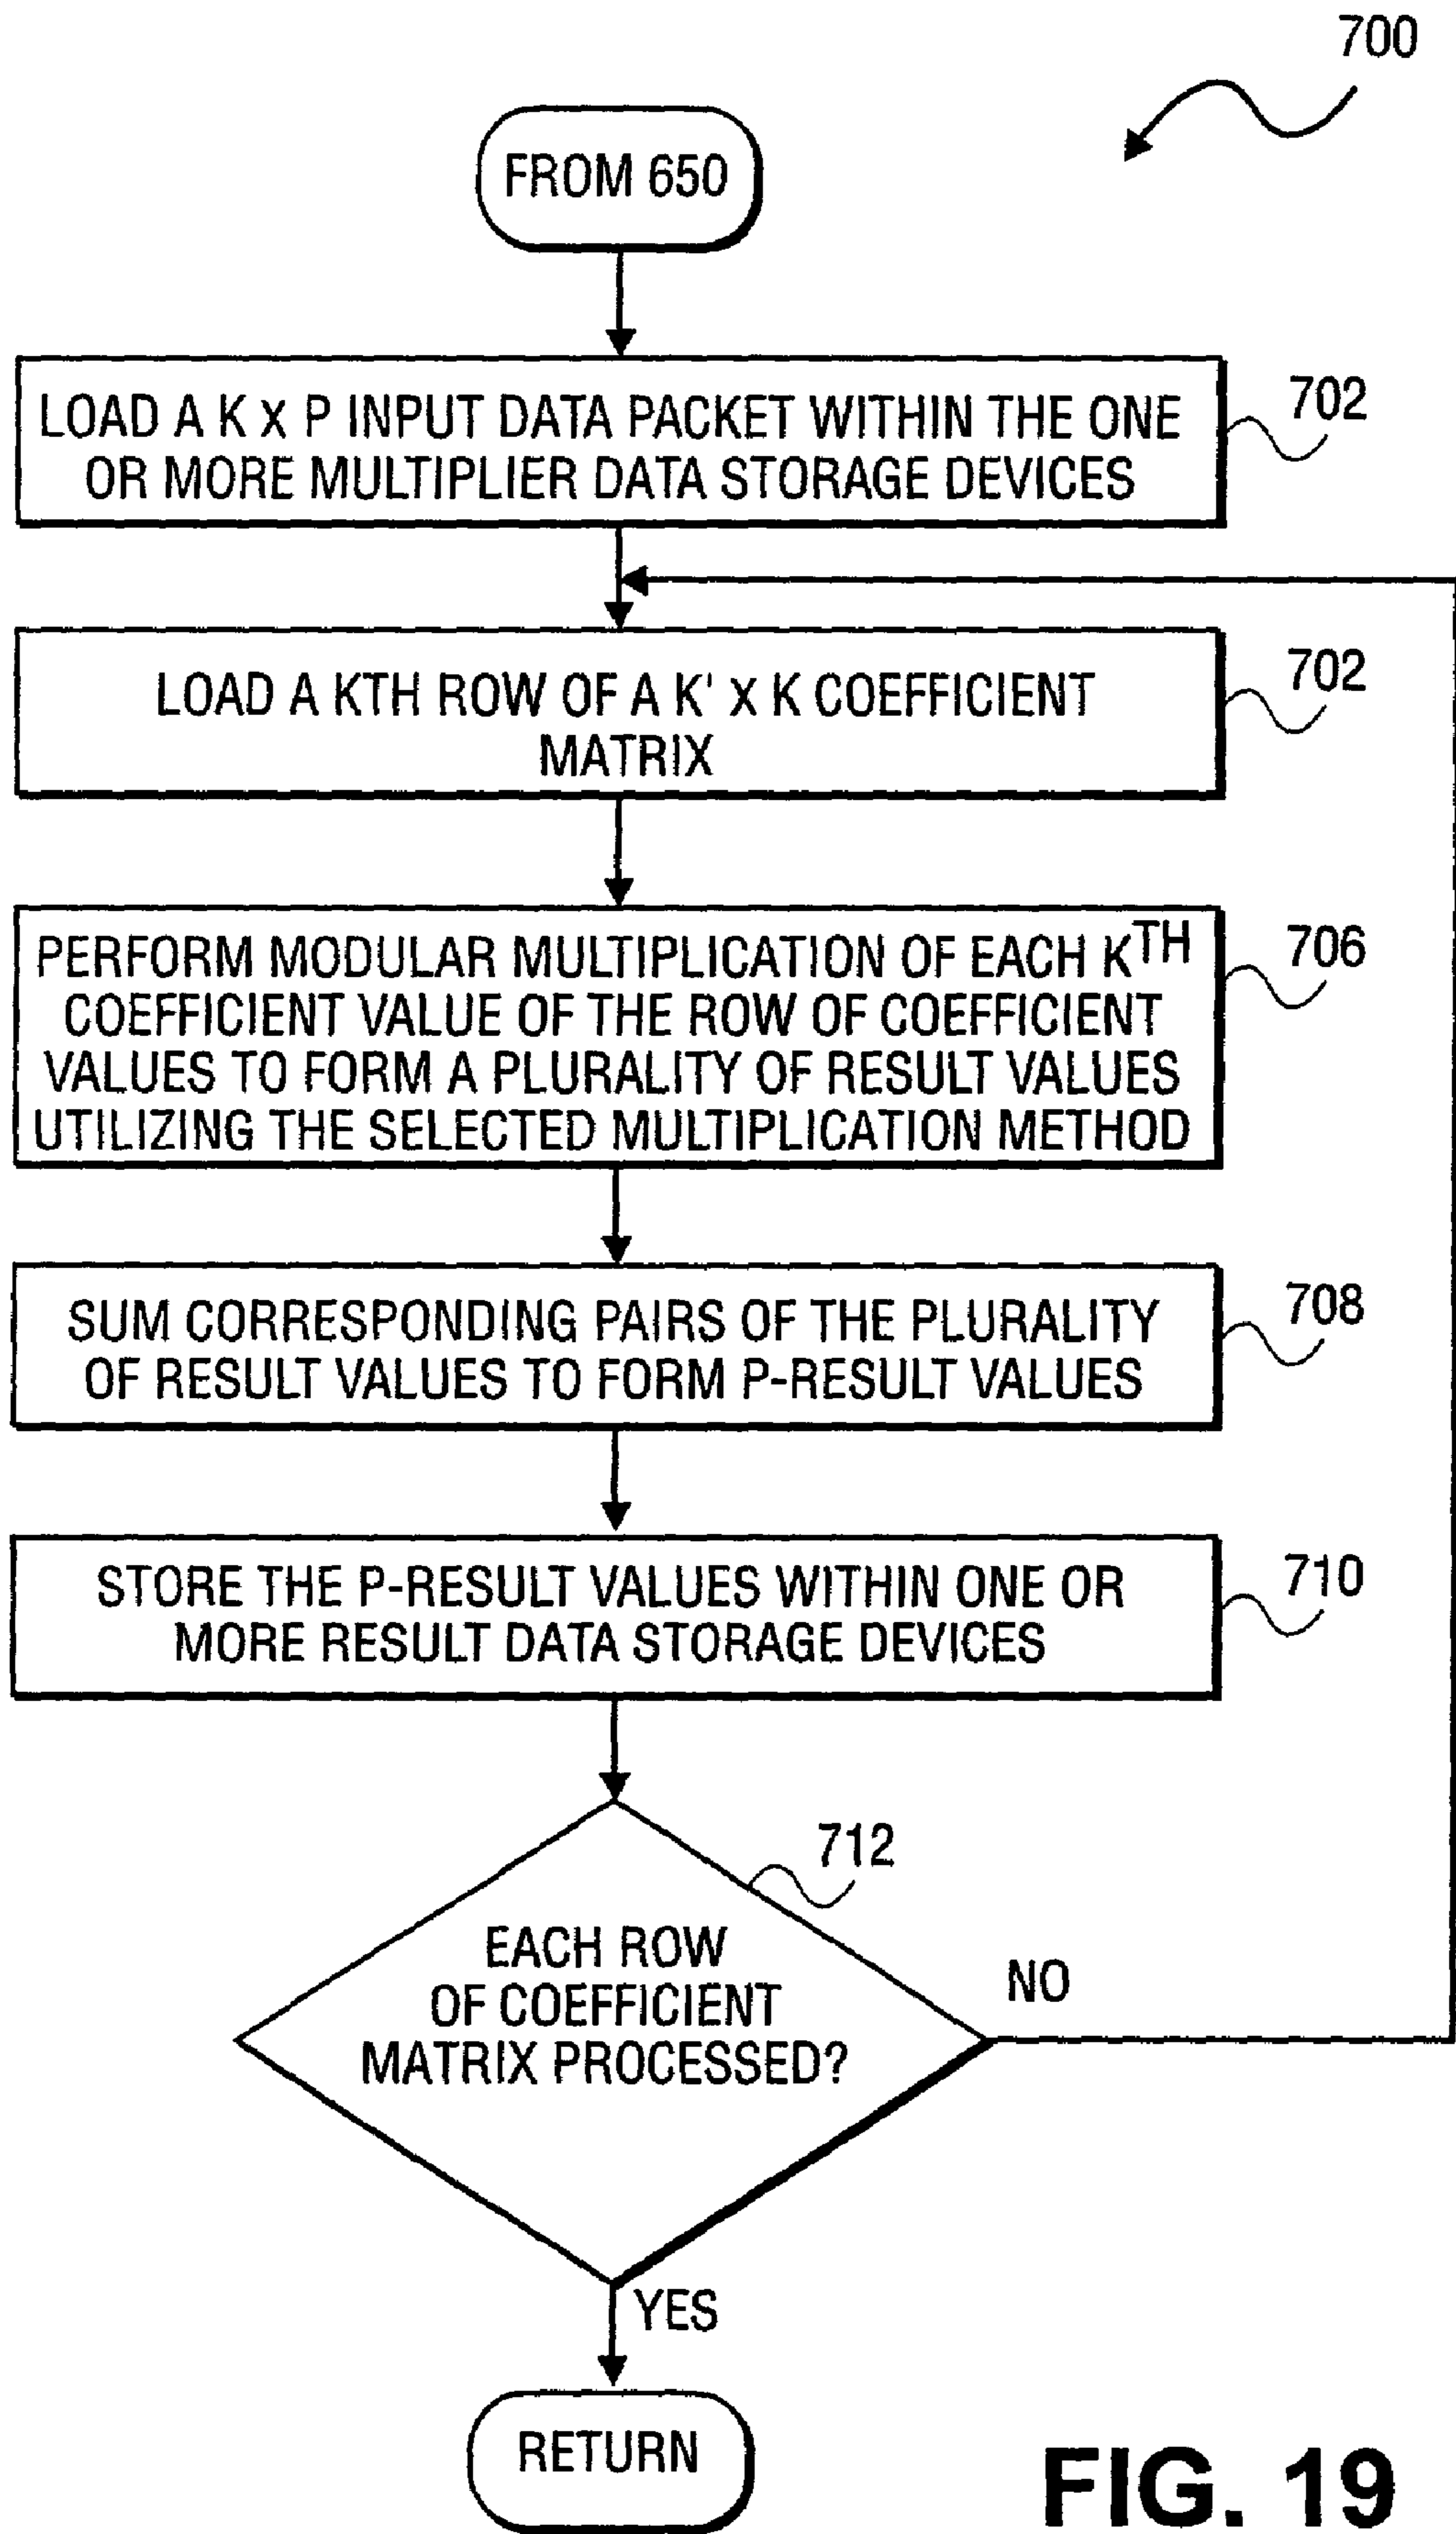 700
FROM 650
LOAD A K X P INPUT DATA PACKET WITHIN THE ONE
OR MORE MULTIPLIER DATA STORAGE DEVICES
702
LOAD A KTH ROW OF A K' X K COEFFICIENT
MATRIX
702
PERFORM MODULAR MULTIPLICATION OF EACH KTH
COEFFICIENT VALUE OF THE ROW OF COEFFICIENT
VALUES TO FORM A PLURALITY OF RESULT VALUES
UTILIZING THE SELECTED MULTIPLICATION METHOD
706
SUM CORRESPONDING PAIRS OF THE PLURALITY
OF RESULT VALUES TO FORM P-RESULT VALUES
708
STORE THE P-RESULT VALUES WITHIN ONE OR
MORE RESULT DATA STORAGE DEVICES
710
712
EACH ROW
OF COEFFICIENT
MATRIX PROCESSED?
NO
YES
RETURN
FIG. 19